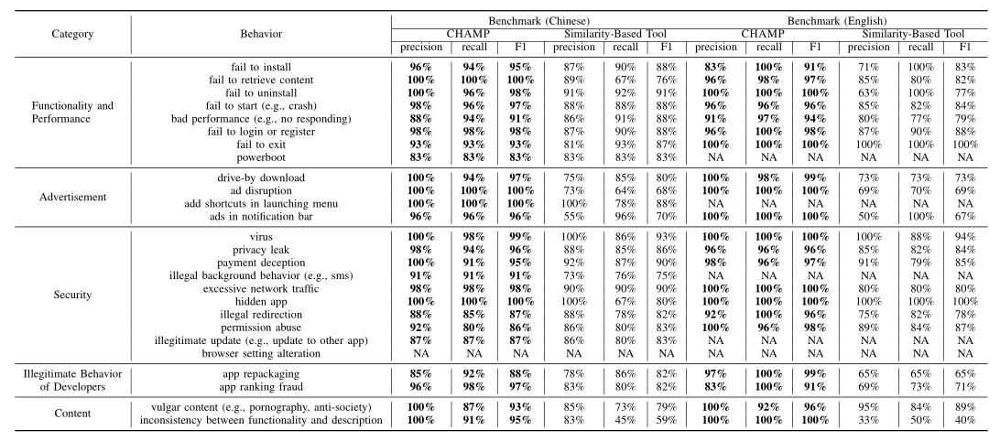 Category Behavior Benchmark (Chinese) Benchmark (English)
CHAMP Similarity-Based Tool CHAMP Similarity-Based Tool
precision recall F1 precision recall F1 precision recall F1 precision recall F1
Functionality and Performance
fail to install 96% 94% 95% 87% 90% 88% 83% 100% 91% 71% 100% 83%
fail to retrieve content 100% 100% 100% 89% 67% 76% 96% 98% 97% 85% 80% 82%
fail to uninstall 100% 96% 98% 91% 92% 91% 100% 100% 100% 63% 100% 77%
fail to start (e.g., crash) 98% 96% 97% 88% 88% 88% 96% 96% 96% 85% 82% 84%
bad performance (e.g., no responding) 88% 94% 91% 86% 91% 88% 91% 97% 94% 80% 77% 79%
fail to login or register 98% 98% 98% 87% 90% 88% 96% 100% 98% 87% 90% 88%
fail to exit 93% 93% 93% 81% 93% 87% 100% 100% 100% 100% 100% 100%
powerboot 83% 83% 83% 83% 83% 83% NA NA NA NA NA NA
Advertisement
drive-by download 100% 94% 97% 75% 85% 80% 100% 98% 99% 73% 73% 73%
ad disruption 100% 100% 100% 73% 64% 68% 100% 100% 100% 69% 70% 69%
add shortcuts in launching menu 100% 100% 100% 100% 78% 88% NA NA NA NA NA NA
ads in notification bar 96% 96% 96% 55% 96% 70% 100% 100% 100% 50% 100% 67%
Security
virus 100% 98% 99% 100% 86% 93% 100% 100% 100% 100% 88% 94%
privacy leak 98% 94% 96% 88% 85% 86% 96% 96% 96% 85% 82% 84%
payment deception 100% 91% 95% 92% 87% 90% 98% 96% 97% 91% 79% 85%
illegal background behavior (e.g., sms) 91% 91% 91% 73% 76% 75% NA NA NA NA NA NA
excessive network traffic 98% 98% 98% 90% 90% 90% 100% 100% 100% 80% 80% 80%
hidden app 100% 100% 100% 100% 67% 80% 100% 100% 100% 100% 100% 100%
illegal redirection 88% 85% 87% 88% 78% 82% 92% 100% 96% 75% 82% 78%
permission abuse 92% 80% 86% 86% 80% 83% 100% 96% 98% 89% 84% 87%
illegitimate update (e.g., update to other app) 87% 87% 87% 86% 80% 83% NA NA NA NA NA NA
browser setting alteration NA NA NA NA NA NA NA NA NA NA NA NA
Illegitimate Behavior of Developers
app repackaging 85% 92% 88% 78% 86% 82% 97% 100% 99% 65% 65% 65%
app ranking fraud 96% 98% 97% 83% 80% 82% 83% 100% 91% 69% 73% 71%
Content
vulgar content (e.g., pornography, anti-society) 100% 87% 93% 85% 73% 79% 100% 92% 96% 95% 84% 89%
inconsistency between functionality and description 100% 91% 95% 83% 45% 59% 100% 100% 100% 33% 50% 40%